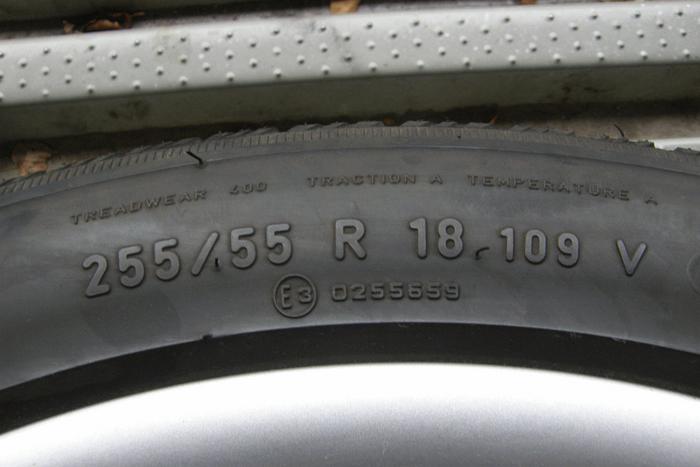 TREADWEAR 400 TRACTION A TEMPERATURE A
255/55 R 18 109 V
E3 0255659